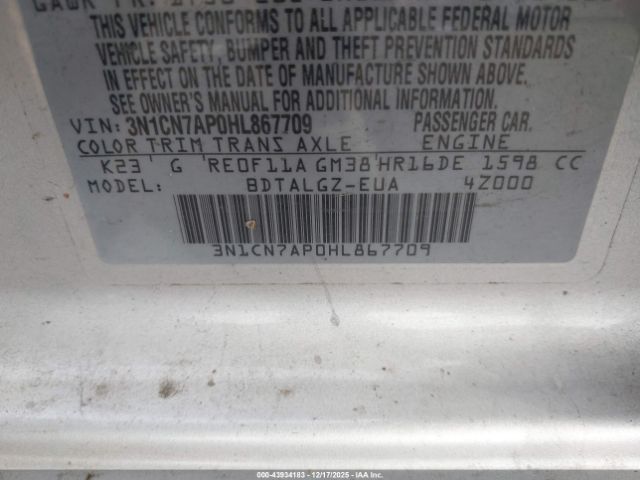 THIS VEHICLE CONFORMS TO ALL APPLICABLE FEDERAL MOTOR
VEHICLE SAFETY, BUMPER AND THEFT PREVENTION STANDARDS
IN EFFECT ON THE DATE OF MANUFACTURE SHOWN ABOVE.
SEE OWNER'S MANUAL FOR ADDITIONAL INFORMATION.
VIN: 3N1CN7AP0HL867709 PASSENGER CAR.
COLOR TRIM TRANS AXLE ENGINE
K23 G RE0F11A GM38 HR16DE 1598 CC
MODEL: BDTALGZ-EUA 4Z000
3N1CN7AP0HL867709
000-43934183 - 12/17/2025 - IAAI.COM